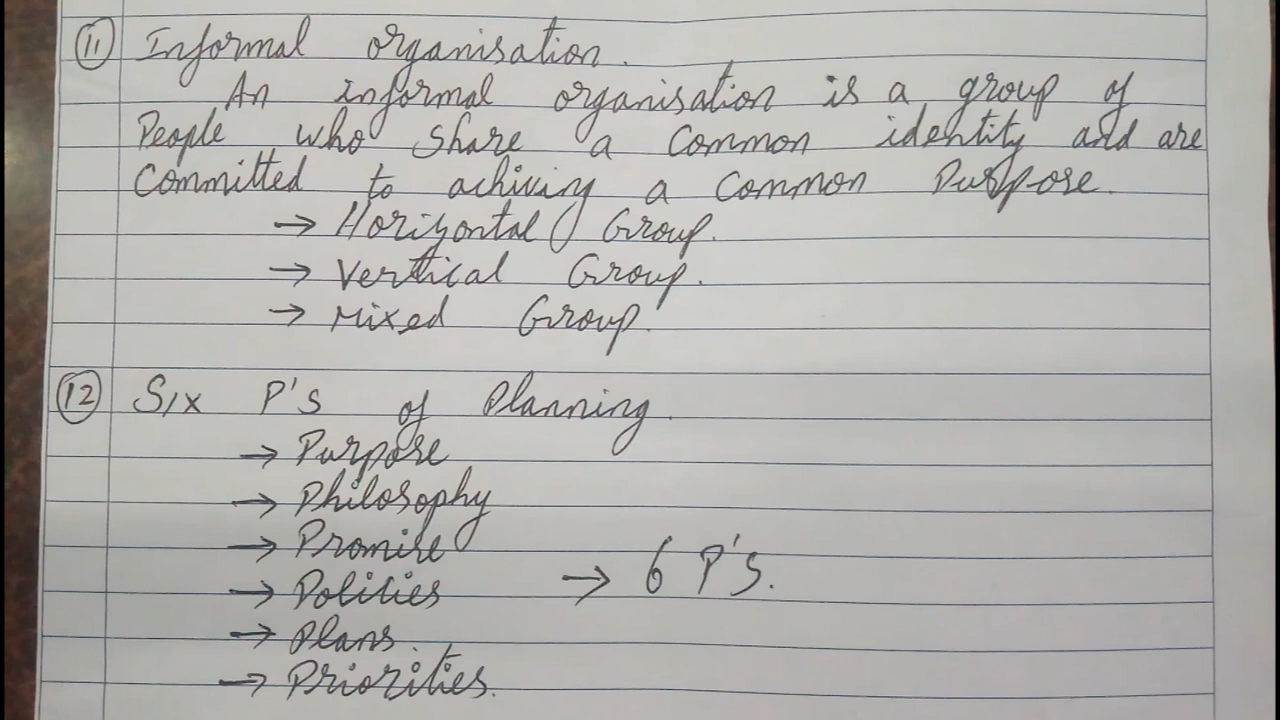 11 Informal organisation.
An informal organisation is a group of
People who share a Common identity and are
Committed to achiving a Common Purpose.
→ Horizontal Group.
→ Vertical Group.
→ Mixed Group.
12 Six P's of Planning.
→ Purpose
→ Philosophy
→ Promise
→ Policies
→ 6 P's.
→ Plans.
→ Priorities.